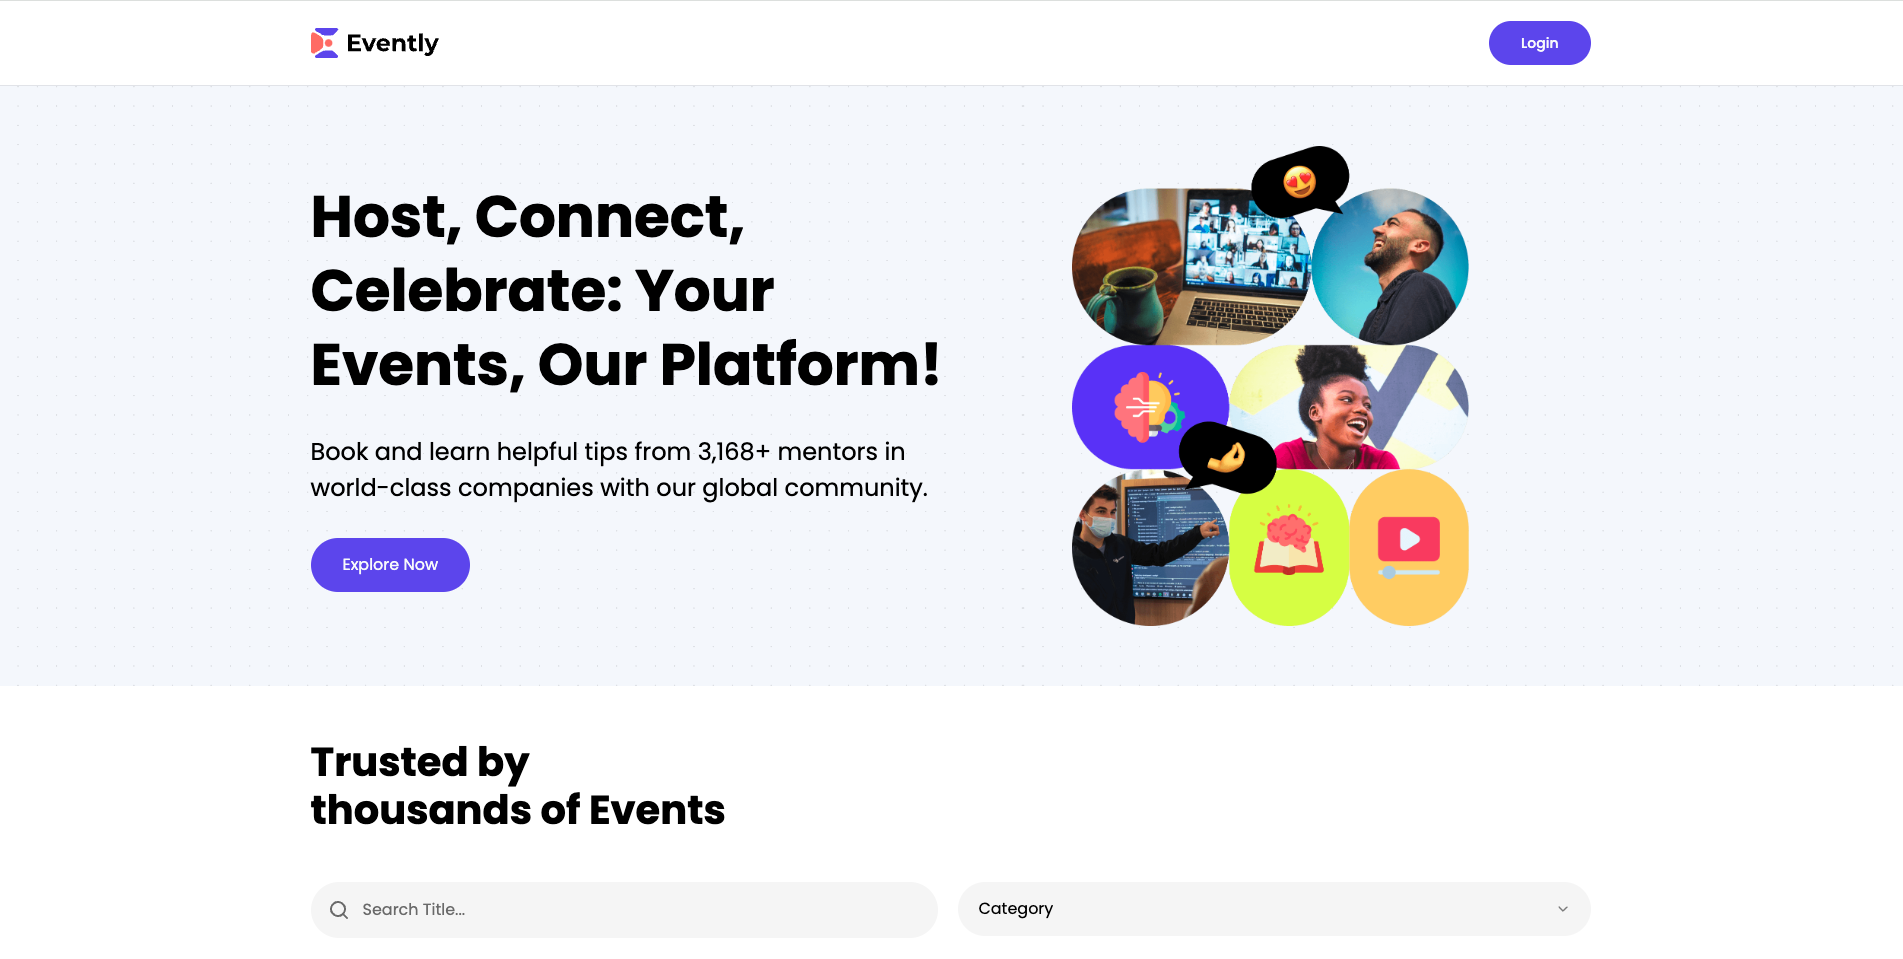 Evently
Login
Host, Connect,
Celebrate: Your
Events, Our Platform!
Book and learn helpful tips from 3,168+ mentors in
world-class companies with our global community.
Explore Now
Trusted by
thousands of Events
Search Title...
Category